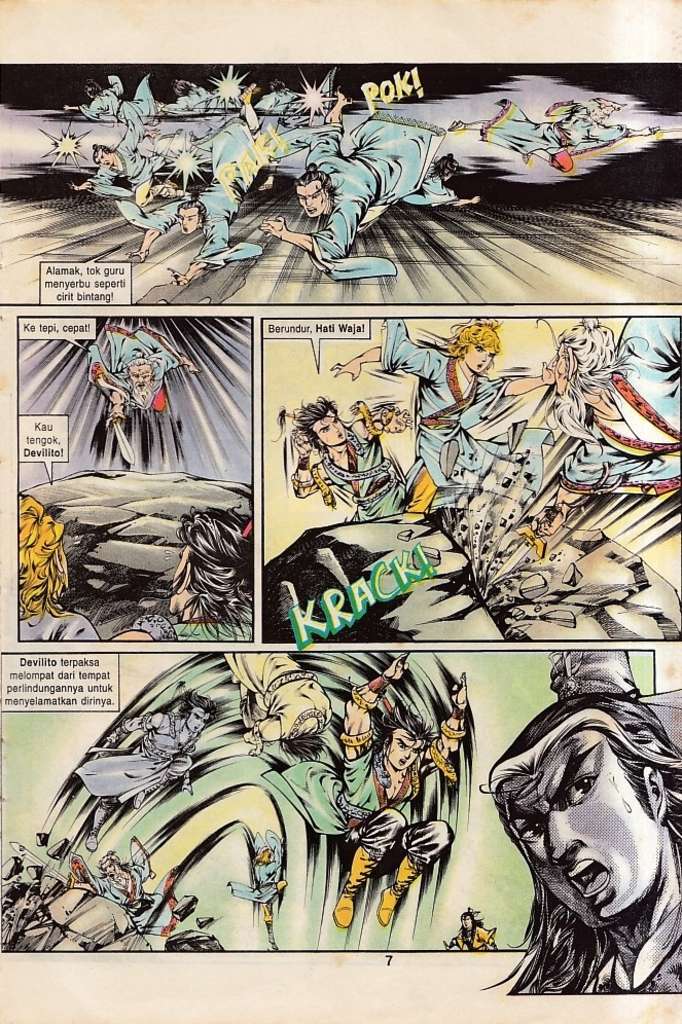 POK!
PAK!
Alamak, tok guru
menyerbu seperti
cirit bintang!
Ke tepi, cepat!
Kau
tengok,
Devilito!
Berundur, Hati Waja!
KRACK!
Devilito terpaksa
melompat dari tempat
perlindungannya untuk
menyelamatkan dirinya.
7